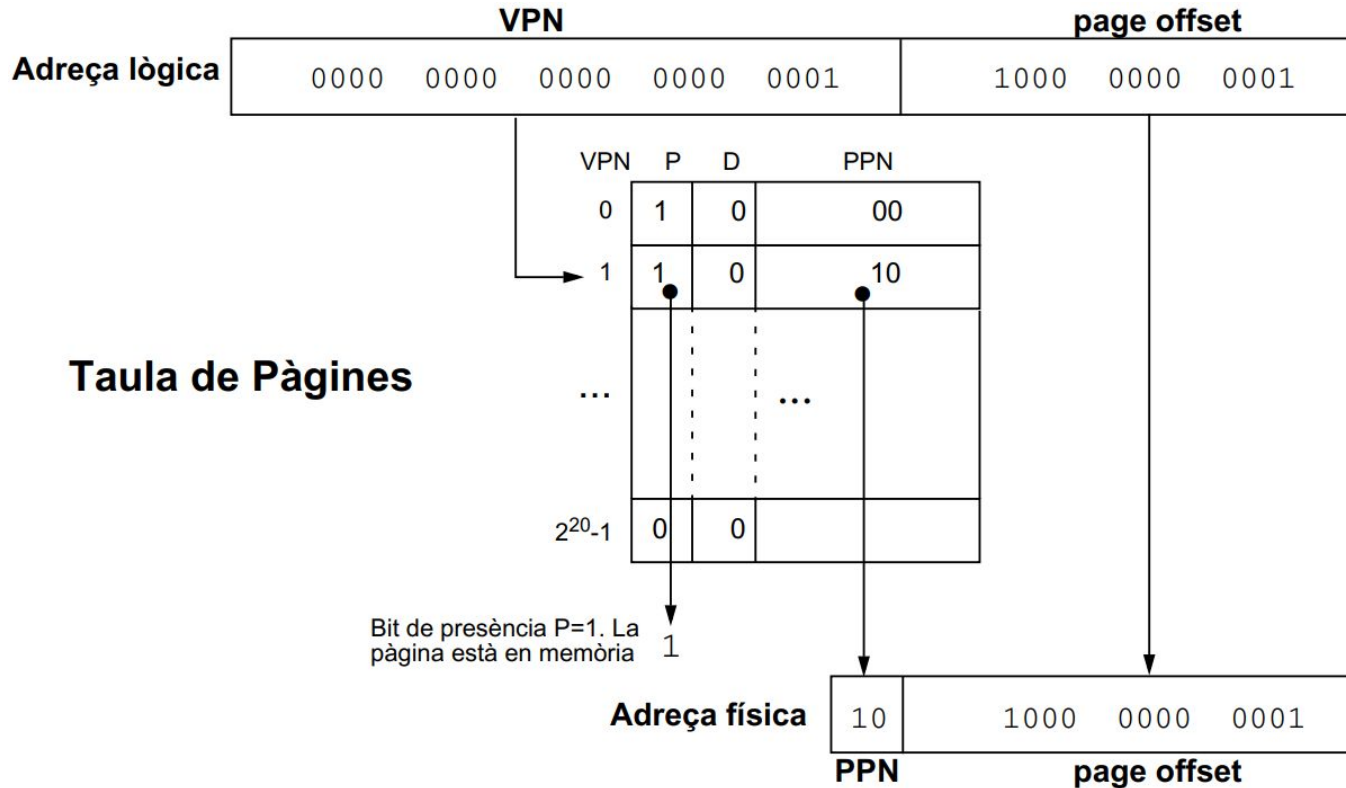 VPN page offset
Adreça lògica 0000 0000 0000 0000 0001 1000 0000 0001
VPN P D PPN
0 1 0 00
1 1 0 10
Taula de Pàgines
... ...
2²⁰-1 0 0
Bit de presència P=1. La
pàgina està en memòria 1
Adreça física 10 1000 0000 0001
PPN page offset